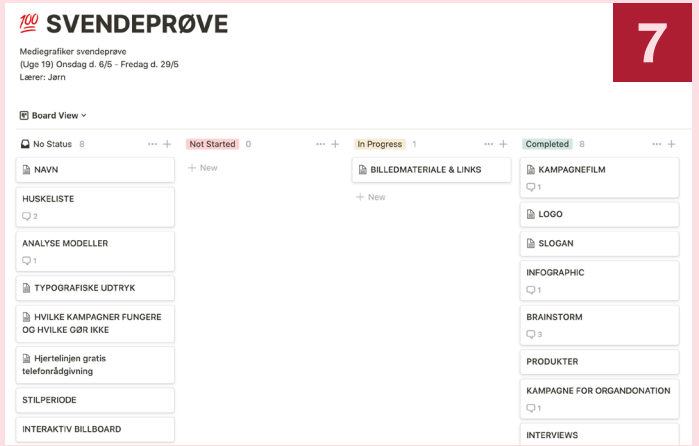 💯 SVENDEPRØVE
7
Mediegrafiker svendeprøve
(Uge 19) Onsdag d. 6/5 - Fredag d. 29/5
Lærer: Jørn
Board View
No Status 8 ... +
NAVN
HUSKELISTE
2
ANALYSE MODELLER
1
TYPOGRAFISKE UDTRYK
HVILKE KAMPAGNER FUNGERE
OG HVILKE GØR IKKE
Hjertelinjen gratis
telefonrådgivning
STILPERIODE
INTERAKTIV BILLBOARD
Not Started 0 ... +
+ New
In Progress 1 ... +
BILLEDMATERIALE & LINKS
+ New
Completed 8 ... +
KAMPAGNEFILM
1
LOGO
SLOGAN
INFOGRAPHIC
1
BRAINSTORM
3
PRODUKTER
KAMPAGNE FOR ORGANDONATION
1
INTERVIEWS